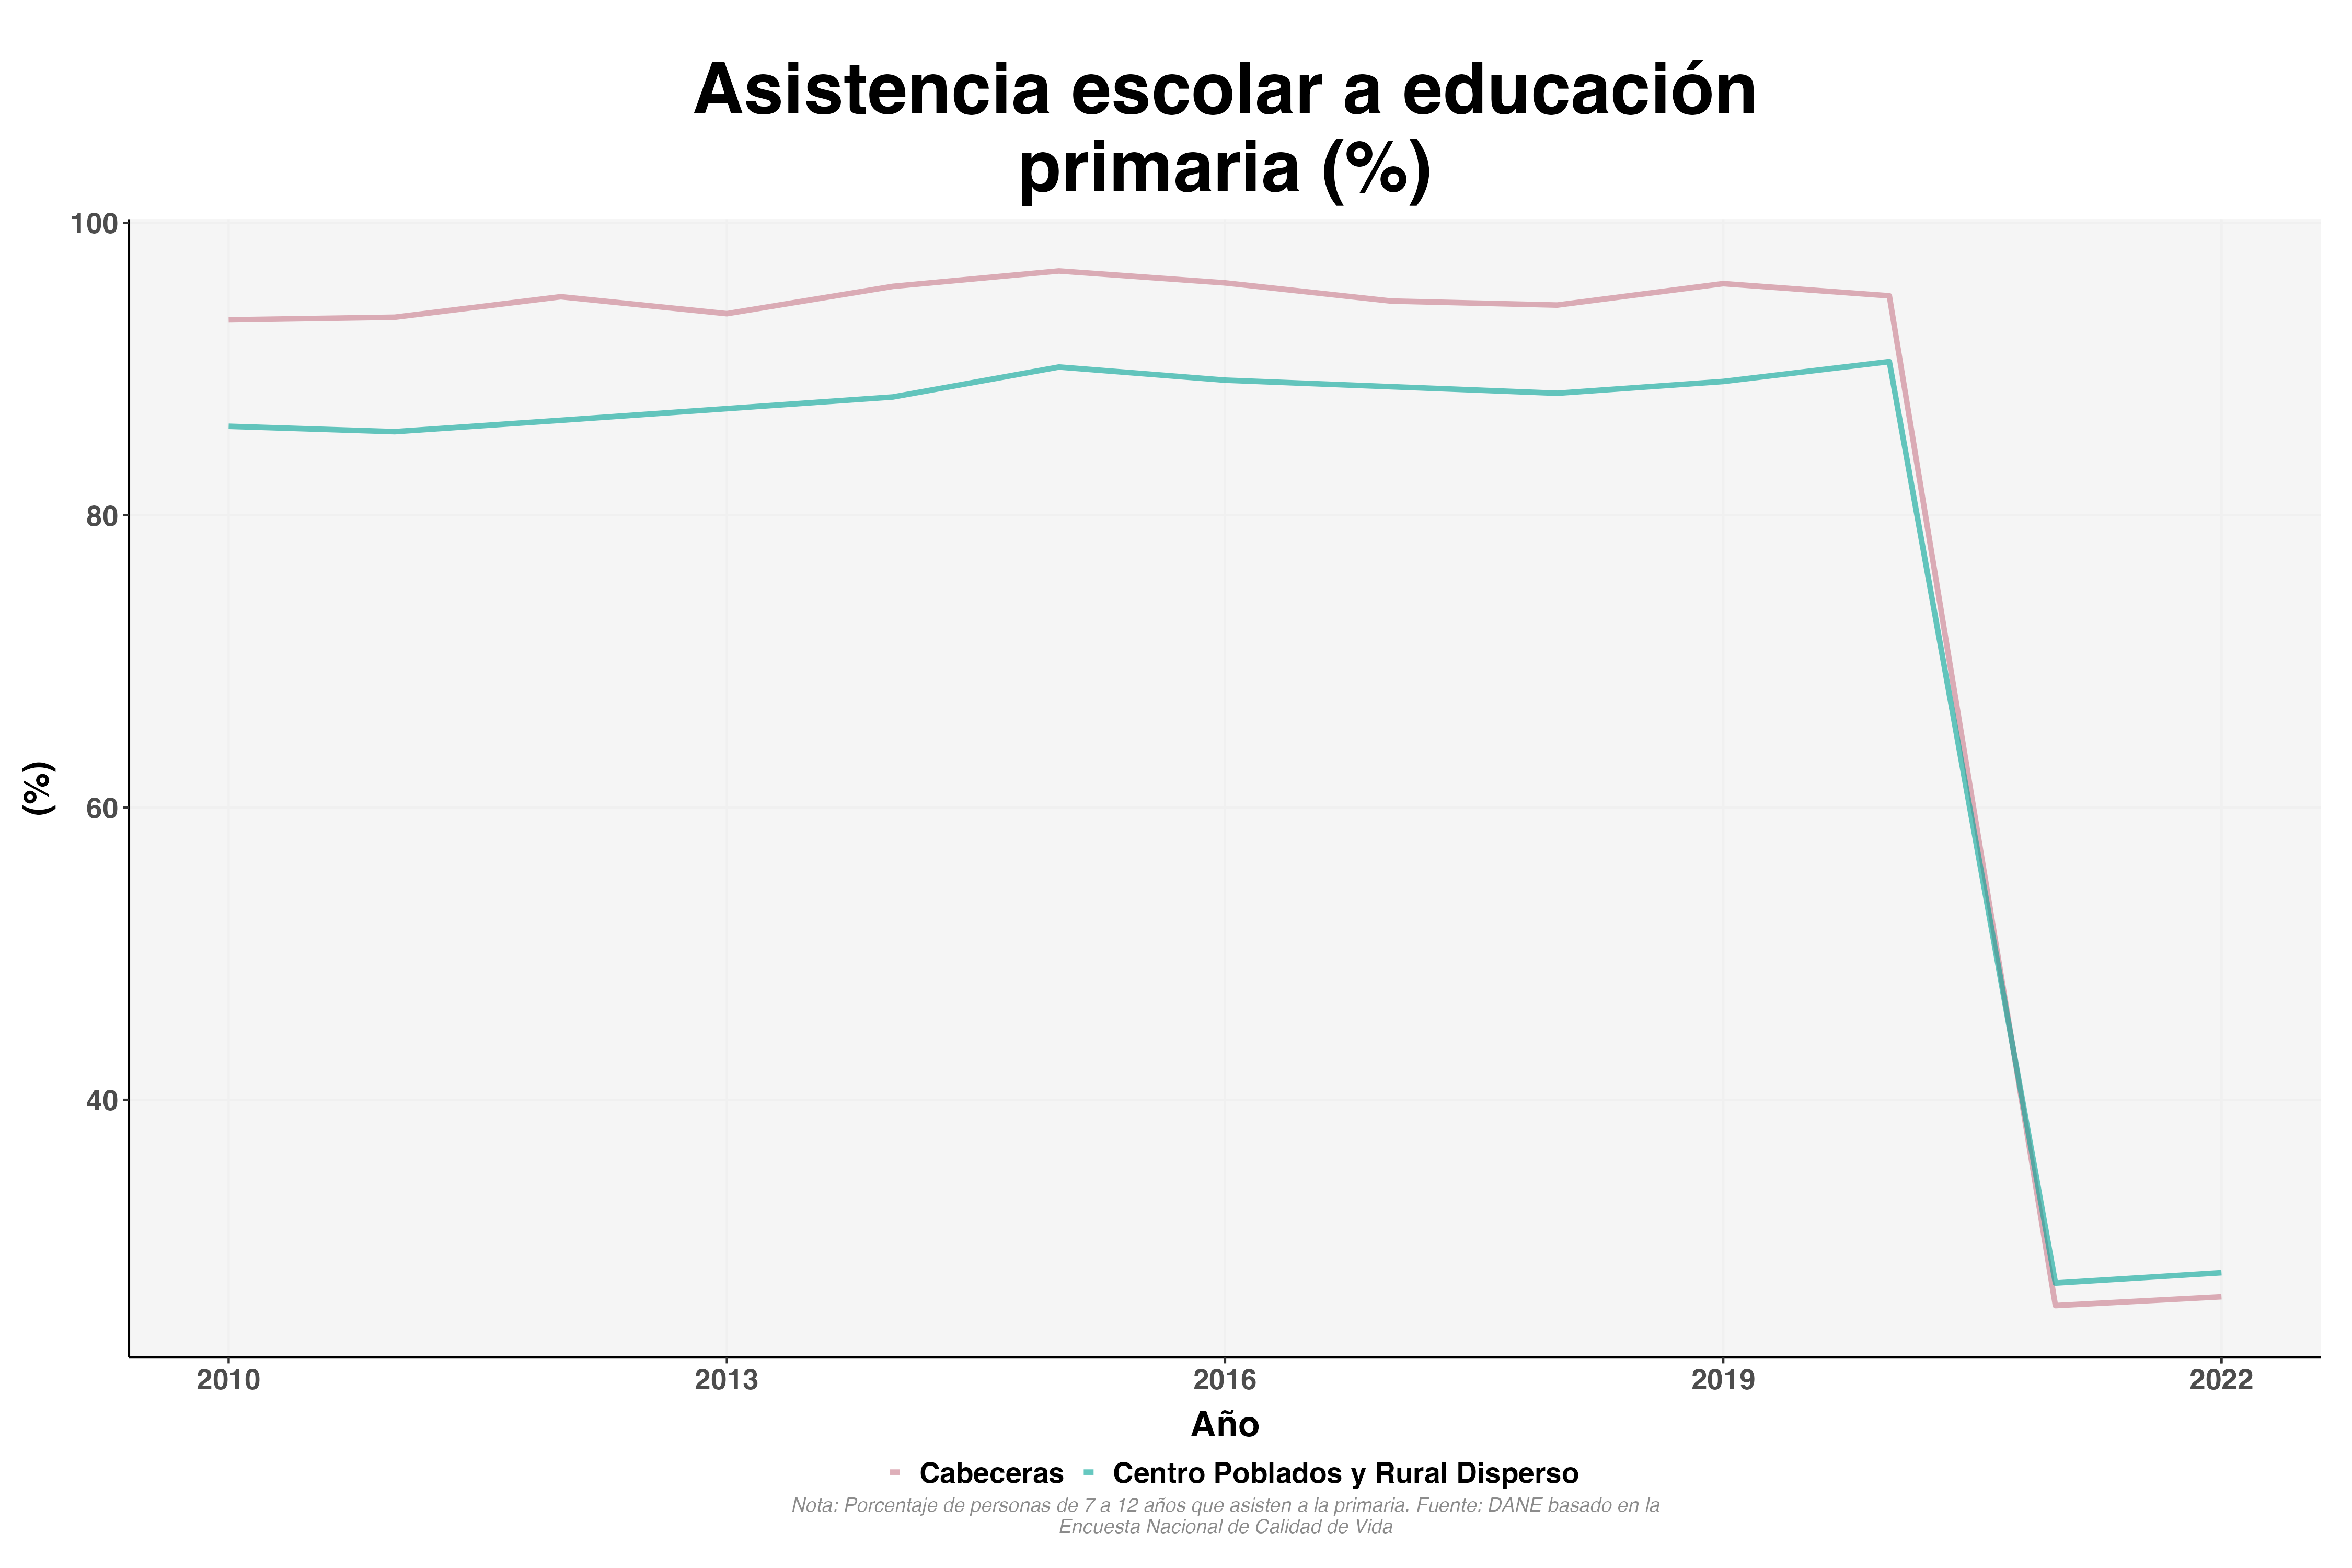 Asistencia escolar a educación
primaria (%)
100
80
60
40
(%)
2010
2013
2016
2019
2022
Año
Cabeceras
Centro Poblados y Rural Disperso
Nota: Porcentaje de personas de 7 a 12 años que asisten a la primaria. Fuente: DANE basado en la
Encuesta Nacional de Calidad de Vida